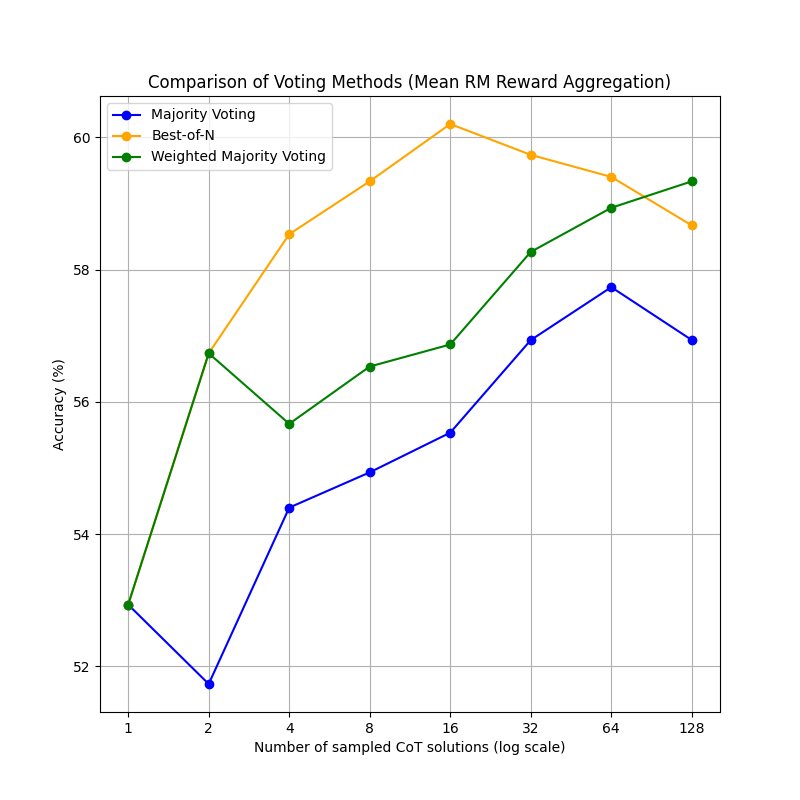 Comparison of Voting Methods (Mean RM Reward Aggregation)
Majority Voting
Best-of-N
Weighted Majority Voting
60
58
56
54
52
Accuracy (%)
1 2 4 8 16 32 64 128
Number of sampled CoT solutions (log scale)